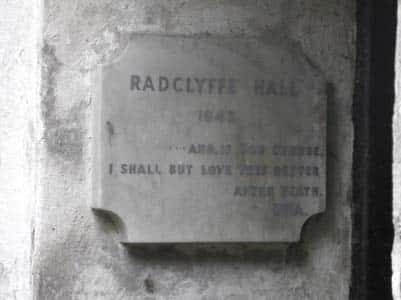 RADCLYFFE HALL
1943
...AND, IF GOD CHOOSE,
I SHALL BUT LOVE THEE BETTER
AFTER DEATH.
UNA.